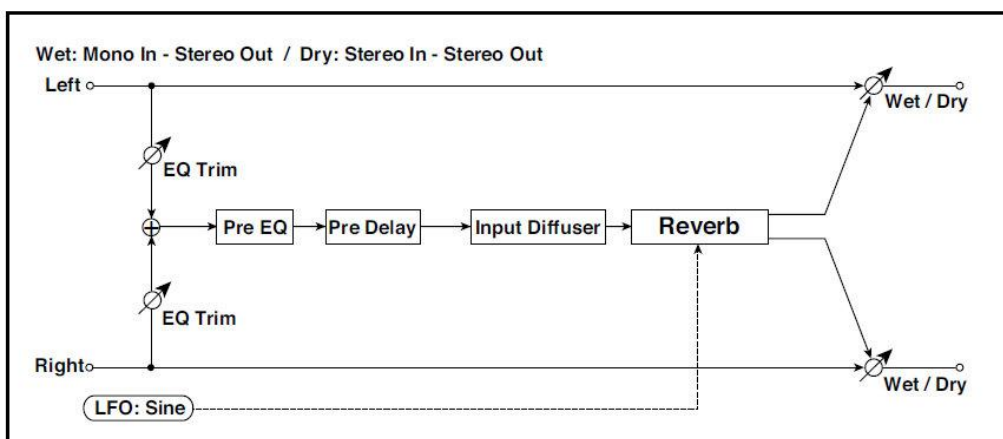 Wet: Mono In - Stereo Out / Dry: Stereo In - Stereo Out
Left
Wet / Dry
EQ Trim
Pre EQ
Pre Delay
Input Diffuser
Reverb
EQ Trim
Right
Wet / Dry
LFO: Sine